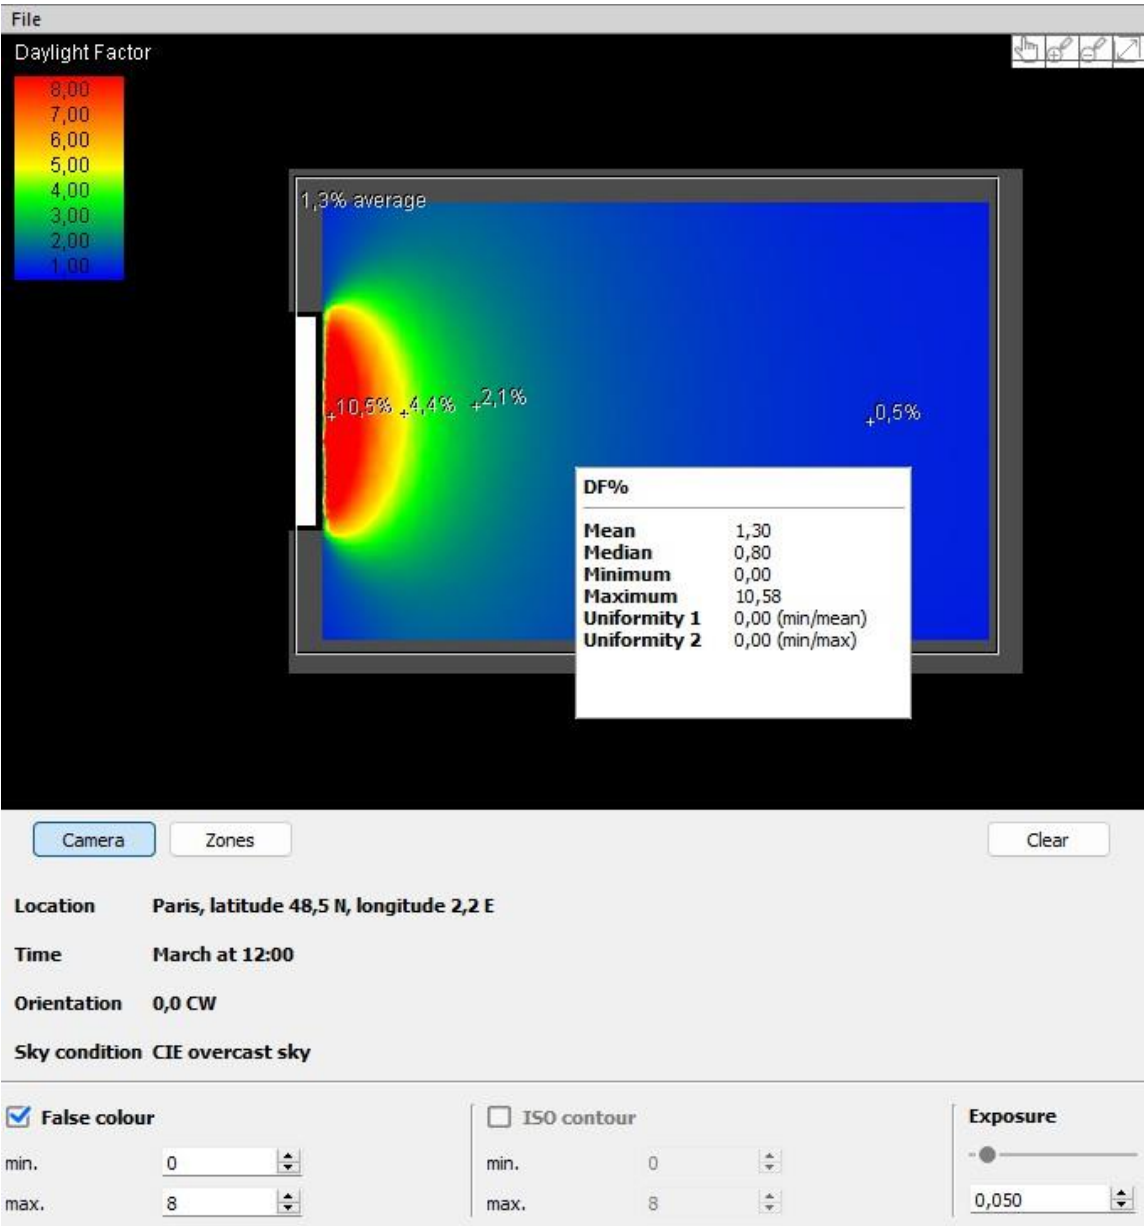 File
Daylight Factor
8,00
7,00
6,00
5,00
4,00
3,00
2,00
1,00
1,3% average
10,5% 4,4% 2,1%
0,5%
DF%
Mean 1,30
Median 0,80
Minimum 0,00
Maximum 10,58
Uniformity 1 0,00 (min/mean)
Uniformity 2 0,00 (min/max)
Camera Zones Clear
Location Paris, latitude 48,5 N, longitude 2,2 E
Time March at 12:00
Orientation 0,0 CW
Sky condition CIE overcast sky
False colour ISO contour Exposure
min. 0 min. 0
max. 8 max. 8 0,050